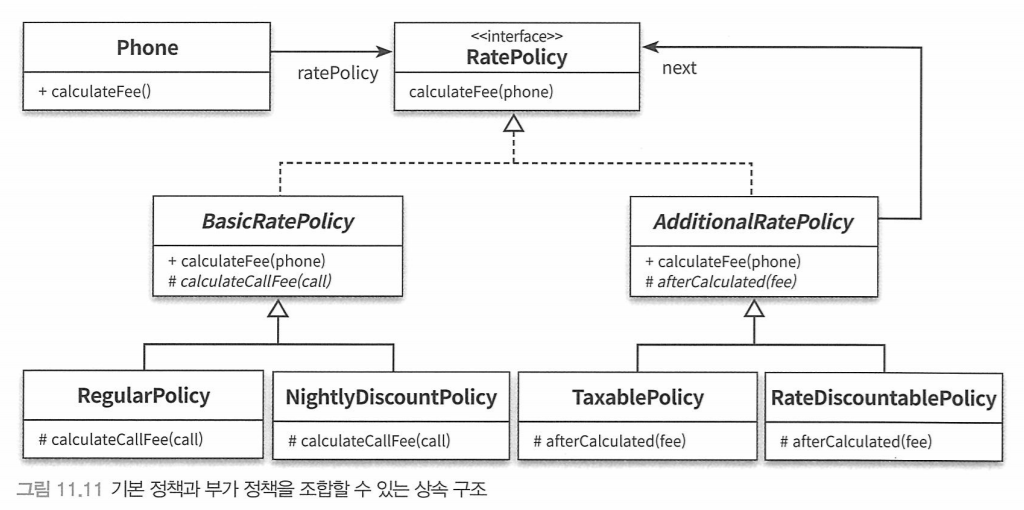 Phone
+ calculateFee()
ratePolicy
<<interface>>
RatePolicy
calculateFee(phone)
next
BasicRatePolicy
+ calculateFee(phone)
# calculateCallFee(call)
AdditionalRatePolicy
+ calculateFee(phone)
# afterCalculated(fee)
RegularPolicy
# calculateCallFee(call)
NightlyDiscountPolicy
# calculateCallFee(call)
TaxablePolicy
# afterCalculated(fee)
RateDiscountablePolicy
# afterCalculated(fee)
그림 11.11 기본 정책과 부가 정책을 조합할 수 있는 상속 구조